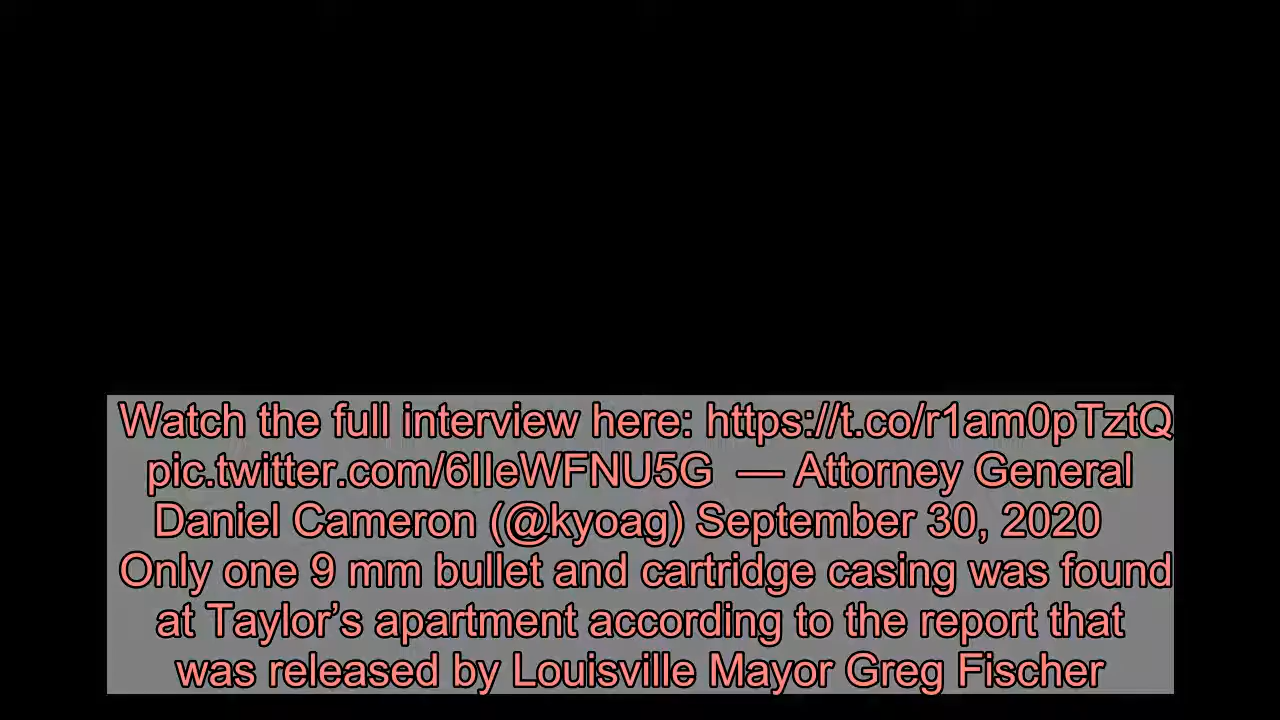 Watch the full interview here: https://t.co/r1am0pTztQ
pic.twitter.com/6IIeWFNU5G — Attorney General
Daniel Cameron (@kyoag) September 30, 2020
Only one 9 mm bullet and cartridge casing was found
at Taylor’s apartment according to the report that
was released by Louisville Mayor Greg Fischer